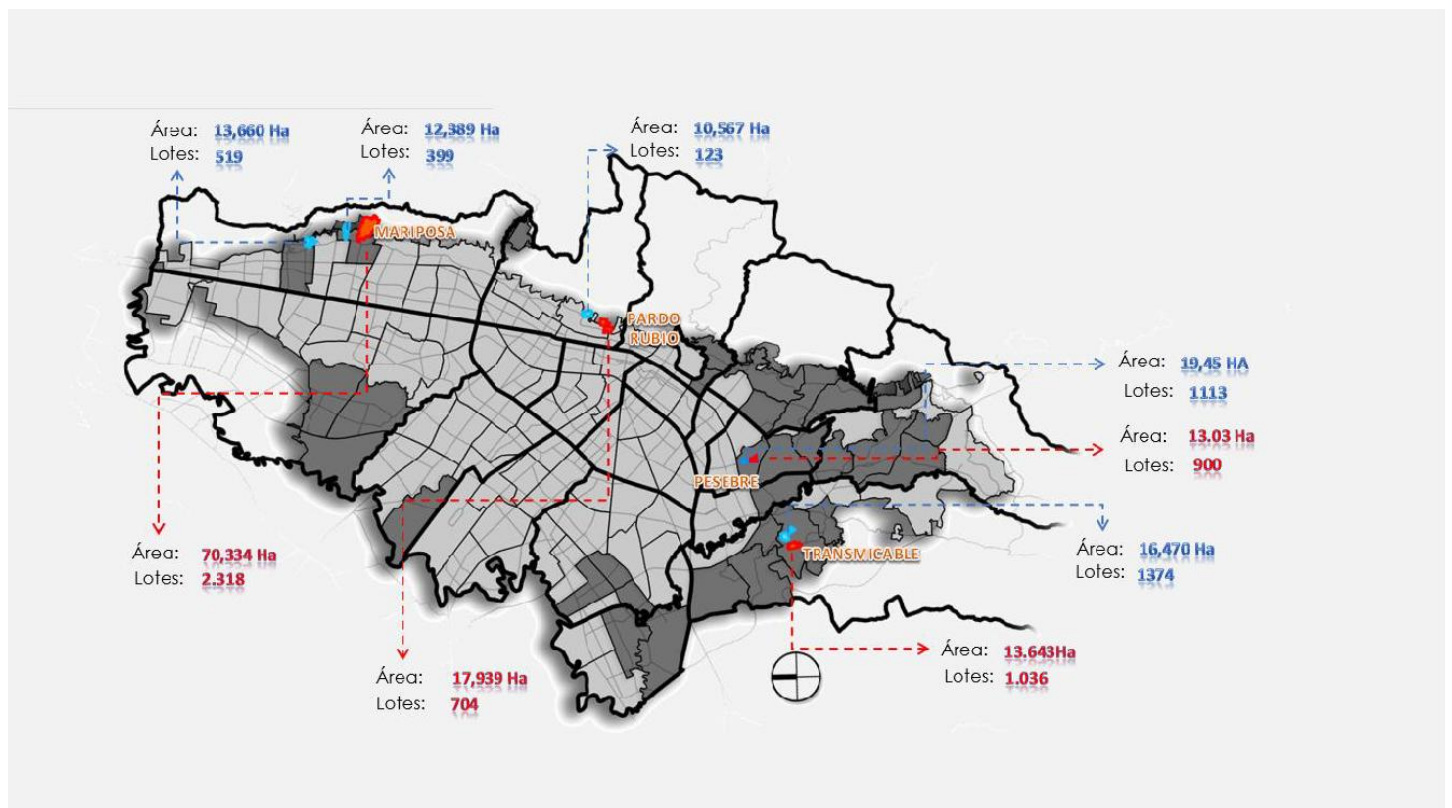 Área: 13,660 Ha
Lotes: 519
Área: 12,389 Ha
Lotes: 399
Área: 10,567 Ha
Lotes: 123
MARIPOSA
PARDO
RUBIO
Área: 19,45 HA
Lotes: 1113
Área: 13.03 Ha
Lotes: 900
PESEBRE
TRANSMICABLE
Área: 16,470 Ha
Lotes: 1374
Área: 70,334 Ha
Lotes: 2.318
Área: 13.643Ha
Lotes: 1.036
Área: 17,939 Ha
Lotes: 704